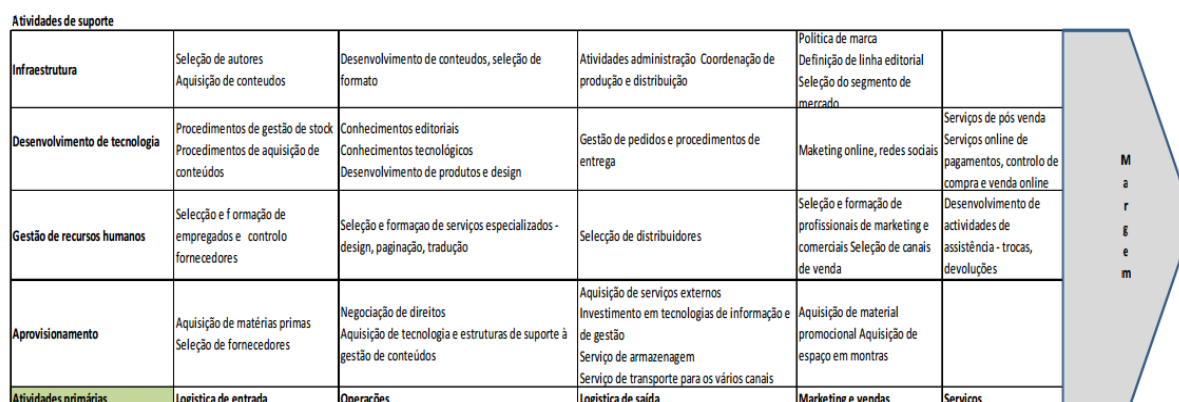 Atividades de suporte
Infraestrutura
Seleção de autores
Aquisição de conteudos
Desenvolvimento de conteudos, seleção de
formato
Atividades administração Coordenação de
produção e distribuição
Politica de marca
Definição de linha editorial
Seleção do segmento de
mercado
Desenvolvimento de tecnologia
Procedimentos de gestão de stock
Procedimentos de aquisição de
conteúdos
Conhecimentos editoriais
Conhecimentos tecnológicos
Desenvolvimento de produtos e design
Gestão de pedidos e procedimentos de
entrega
Maketing online, redes sociais
Serviços de pós venda
Serviços online de
pagamentos, controlo de
compra e venda online
Gestão de recursos humanos
Selecção e f ormação de
empregados e controlo
fornecedores
Seleção e formaçao de serviços especializados -
design, paginação, tradução
Selecção de distribuidores
Seleção e formação de
profissionais de marketing e
comerciais Seleção de canais
de venda
Desenvolvimento de
actividades de
assistência - trocas,
devoluções
Aprovisionamento
Aquisição de matérias primas
Seleção de fornecedores
Negociação de direitos
Aquisição de tecnologia e estruturas de suporte à
gestão de conteúdos
Aquisição de serviços externos
Investimento em tecnologias de informação e
de gestão
Serviço de armazenagem
Serviço de transporte para os vários canais
Aquisição de material
promocional Aquisição de
espaço em montras
Atividades primárias
Logistica de entrada
Operações
Logistica de saída
Marketing e vendas
Serviços
Margem